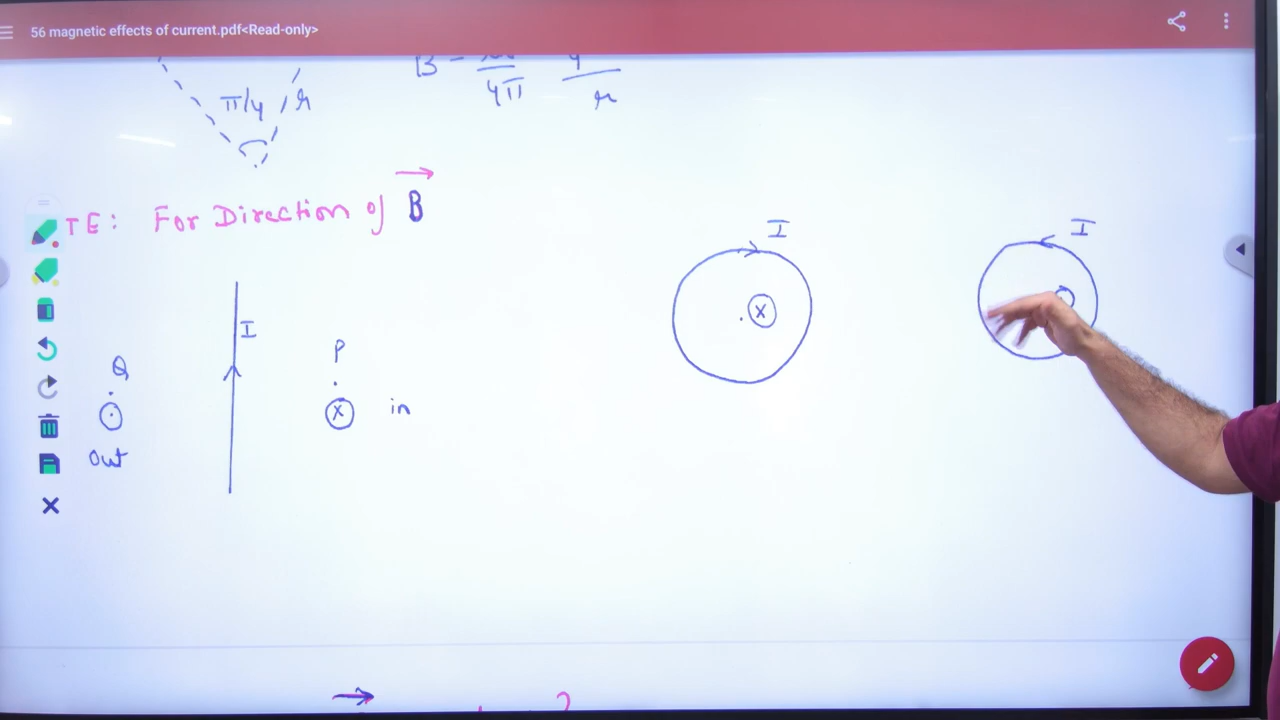 56 magnetic effects of current.pdf<Read-only>
π/4 r
4π r
TE: For Direction of B
I I
I
P
Q
x
x in
Out